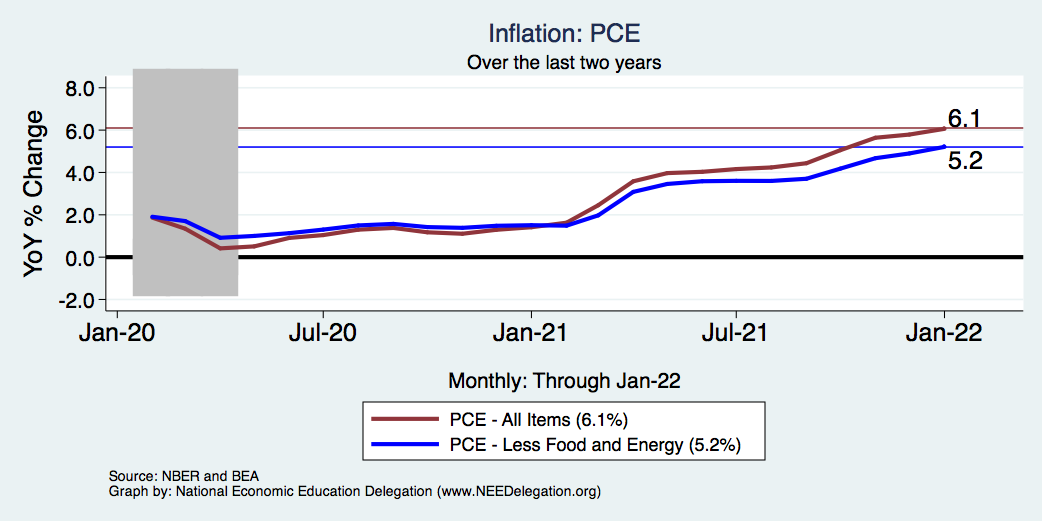 Inflation: PCE
Over the last two years
YoY % Change
8.0
6.0
4.0
2.0
0.0
-2.0
6.1
5.2
Jan-20 Jul-20 Jan-21 Jul-21 Jan-22
Monthly: Through Jan-22
PCE - All Items (6.1%)
PCE - Less Food and Energy (5.2%)
Source: NBER and BEA
Graph by: National Economic Education Delegation (www.NEEDelegation.org)